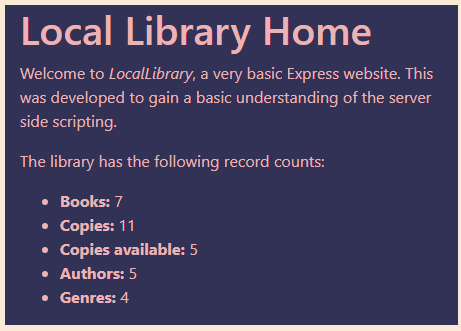 Local Library Home
Welcome to LocalLibrary, a very basic Express website. This
was developed to gain a basic understanding of the server
side scripting.
The library has the following record counts:
• Books: 7
• Copies: 11
• Copies available: 5
• Authors: 5
• Genres: 4